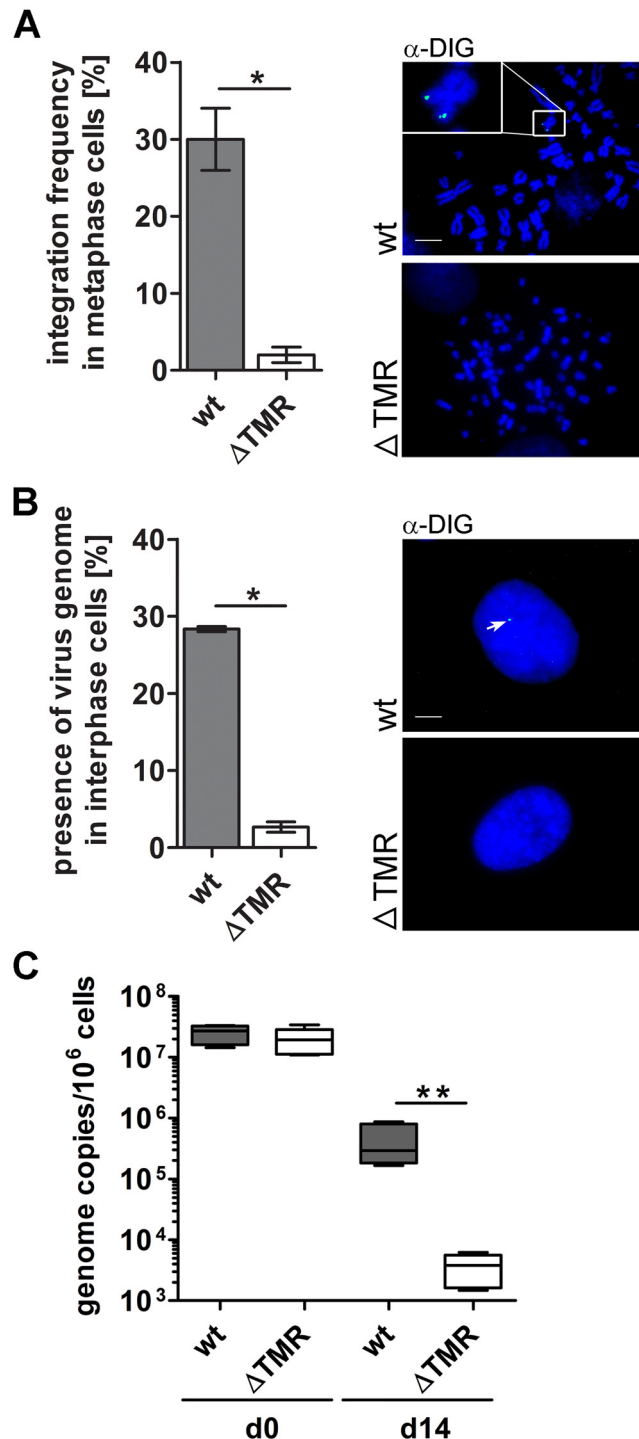 A
integration frequency
in metaphase cells [%]
40
30
20
10
0
*
wt
ΔTMR
α-DIG
wt
Δ TMR
B
presence of virus genome
in interphase cells [%]
40
30
20
10
0
*
wt
ΔTMR
α-DIG
wt
Δ TMR
C
genome copies/10⁶ cells
10⁸
10⁷
10⁶
10⁵
10⁴
10³
**
wt
ΔTMR
wt
ΔTMR
d0
d14